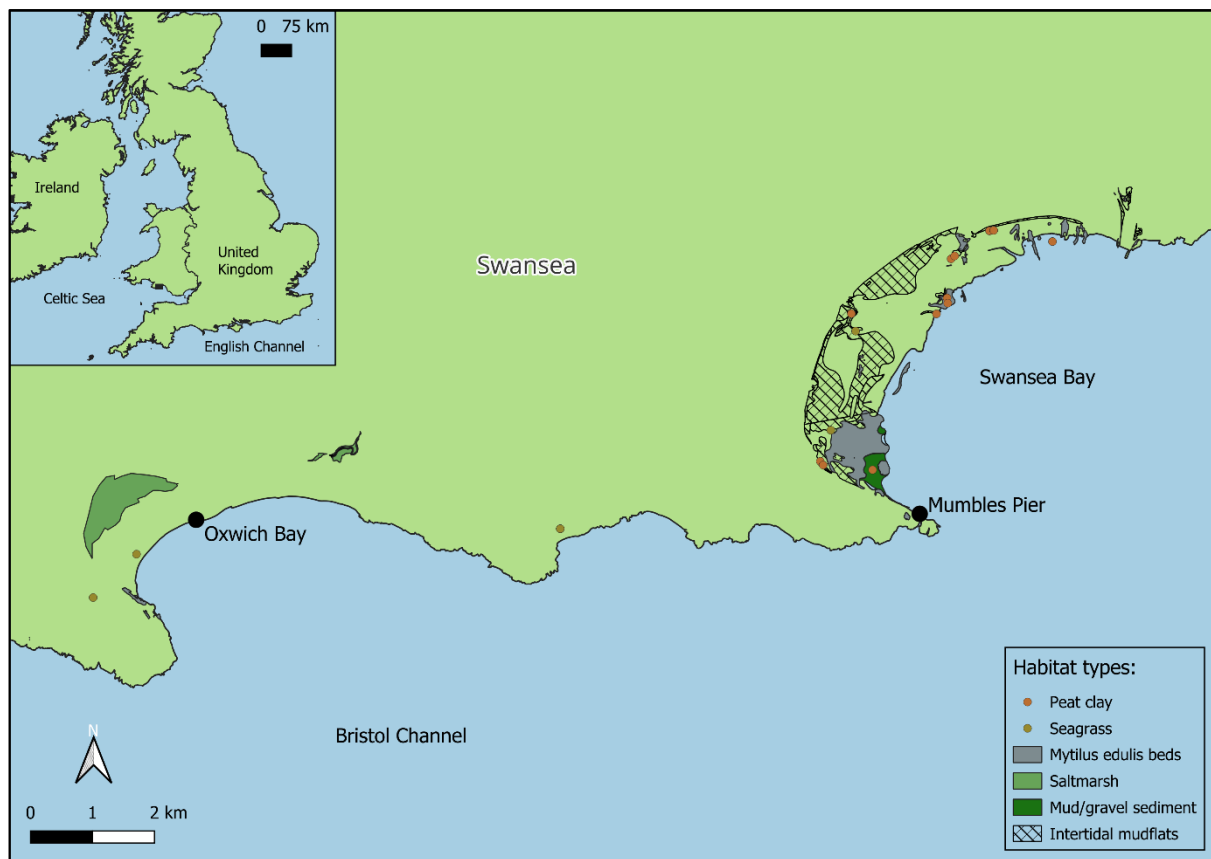 0 75 km
Ireland
United
Kingdom
Celtic Sea
English Channel
Swansea
Swansea Bay
Mumbles Pier
Oxwich Bay
Bristol Channel
N
0 1 2 km
Habitat types:
Peat clay
Seagrass
Mytilus edulis beds
Saltmarsh
Mud/gravel sediment
Intertidal mudflats